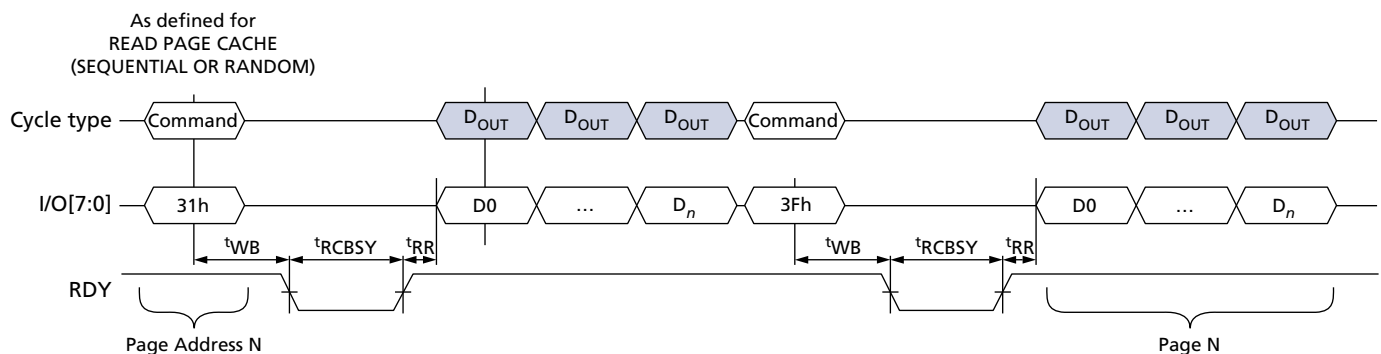 As defined for
READ PAGE CACHE
(SEQUENTIAL OR RANDOM)
Cycle type Command DOUT DOUT DOUT Command DOUT DOUT DOUT
I/O[7:0] 31h D0 ... Dn 3Fh D0 ... Dn
tWB tRCBSY tRR tWB tRCBSY tRR
RDY
Page Address N Page N